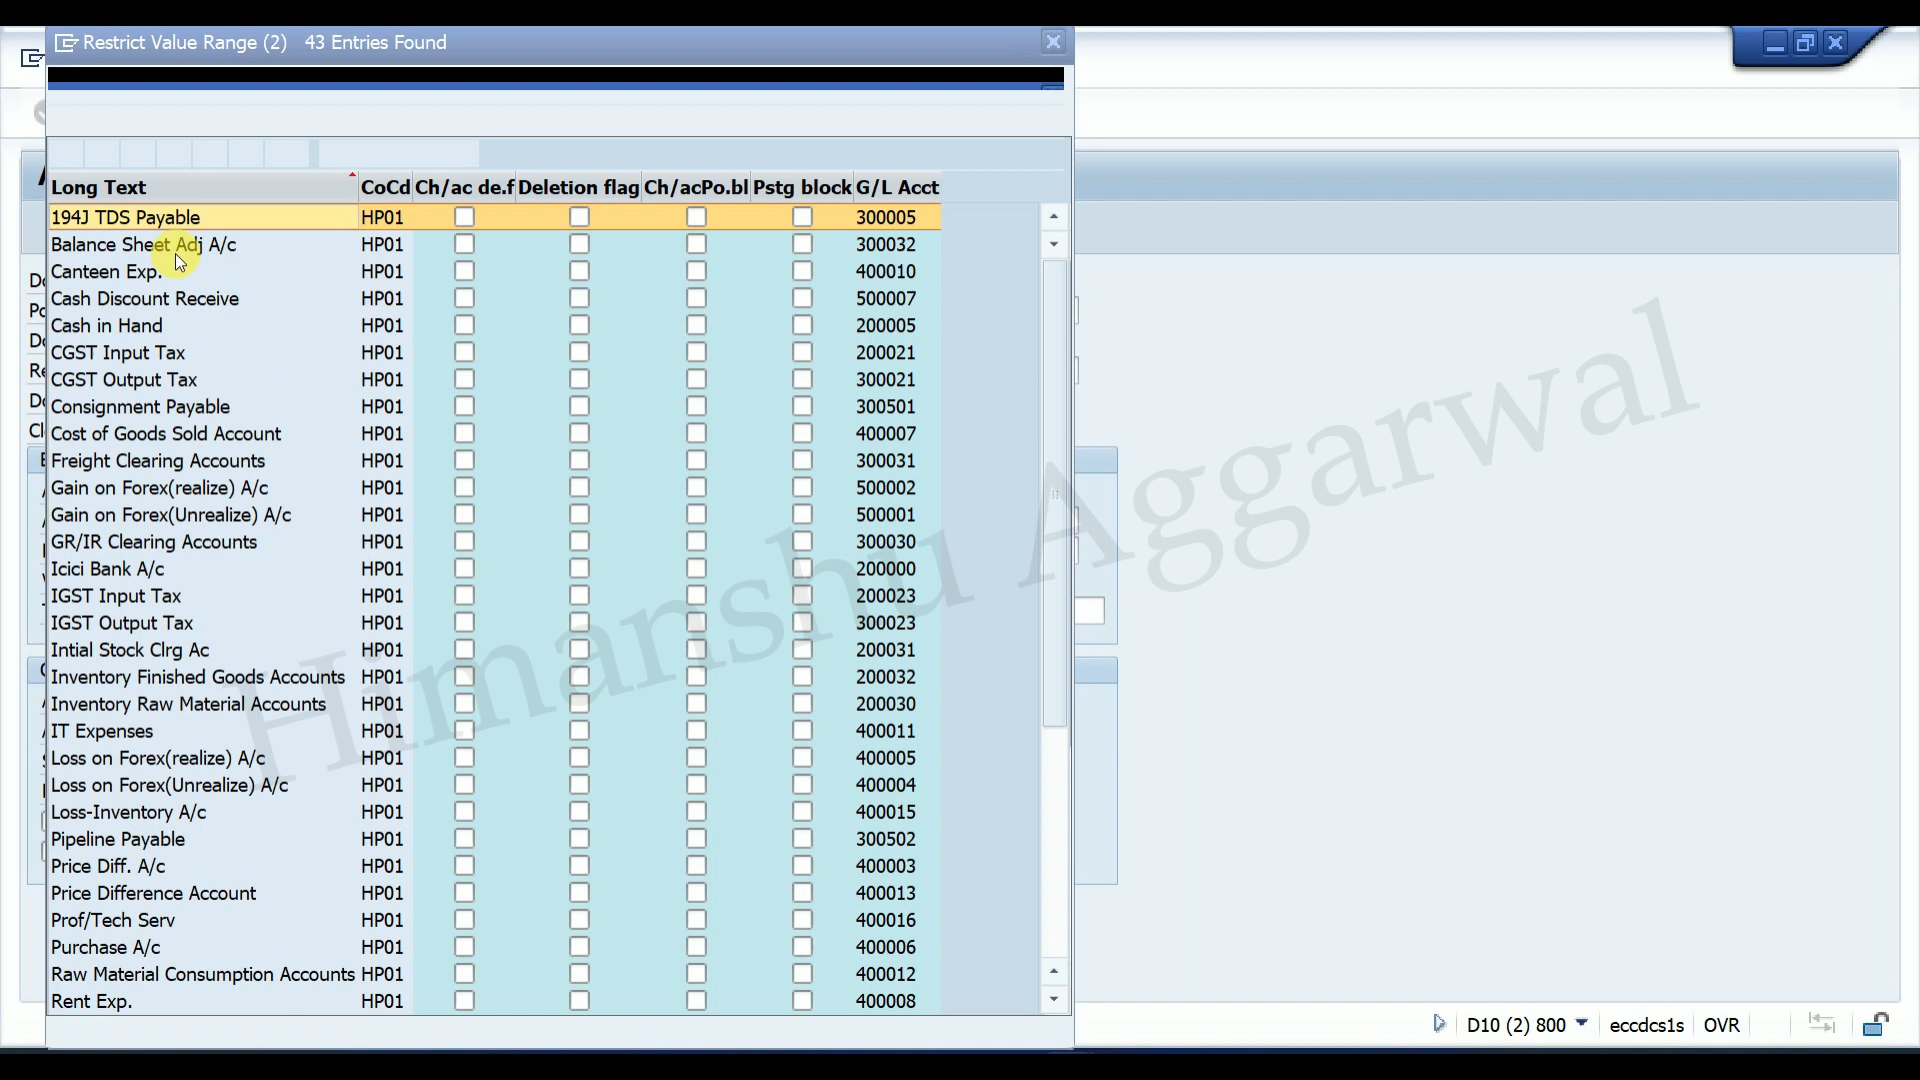 Restrict Value Range (2) 43 Entries Found
Long Text CoCd Ch/ac de.f Deletion flag Ch/acPo.bl Pstg block G/L Acct
194J TDS Payable HP01 300005
Balance Sheet Adj A/c HP01 300032
Canteen Exp. HP01 400010
Cash Discount Receive HP01 500007
Cash in Hand HP01 200005
CGST Input Tax HP01 200021
CGST Output Tax HP01 300021
Consignment Payable HP01 300501
Cost of Goods Sold Account HP01 400007
Freight Clearing Accounts HP01 300031
Gain on Forex(realize) A/c HP01 500002
Gain on Forex(Unrealize) A/c HP01 500001
GR/IR Clearing Accounts HP01 300030
Icici Bank A/c HP01 200000
IGST Input Tax HP01 200023
IGST Output Tax HP01 300023
Intial Stock Clrg Ac HP01 200031
Inventory Finished Goods Accounts HP01 200032
Inventory Raw Material Accounts HP01 200030
IT Expenses HP01 400011
Loss on Forex(realize) A/c HP01 400005
Loss on Forex(Unrealize) A/c HP01 400004
Loss-Inventory A/c HP01 400015
Pipeline Payable HP01 300502
Price Diff. A/c HP01 400003
Price Difference Account HP01 400013
Prof/Tech Serv HP01 400016
Purchase A/c HP01 400006
Raw Material Consumption Accounts HP01 400012
Rent Exp. HP01 400008
Himanshu Aggarwal
D10 (2) 800 eccdcs1s OVR